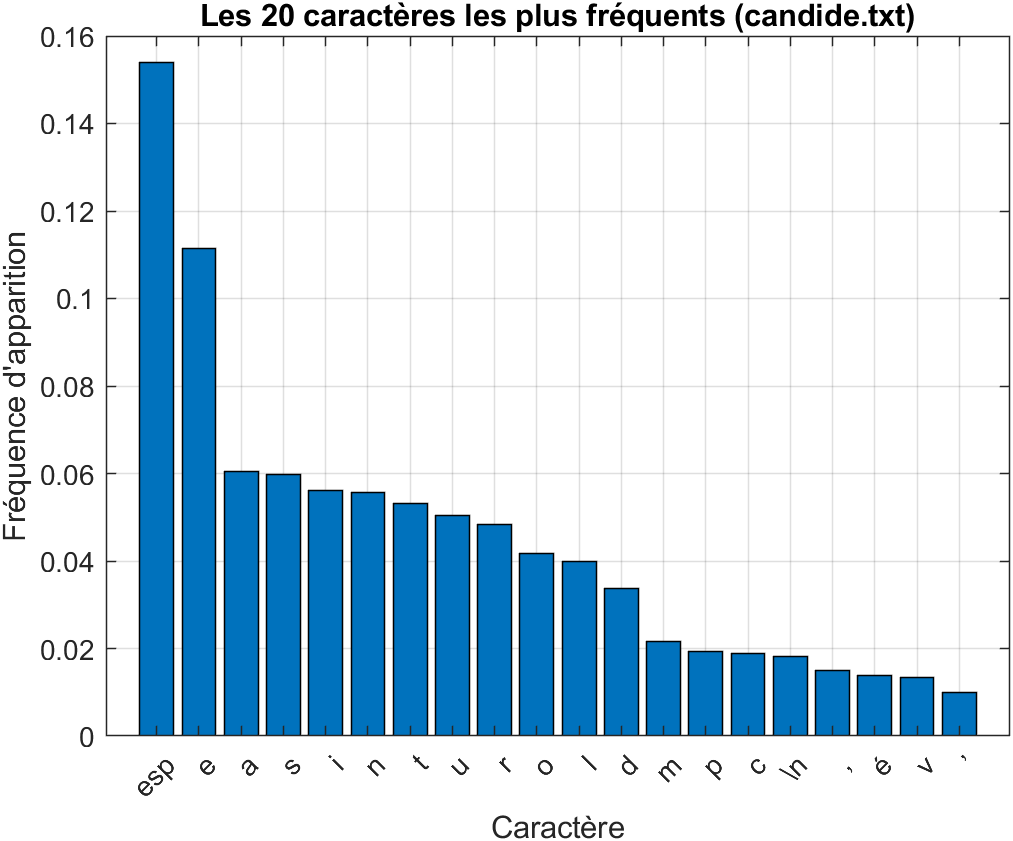 Les 20 caractères les plus fréquents (candide.txt)
0.16
0.14
0.12
0.1
0.08
0.06
0.04
0.02
0
Fréquence d'apparition
esp e a s i n t u r o l d m p c \n , é v '
Caractère